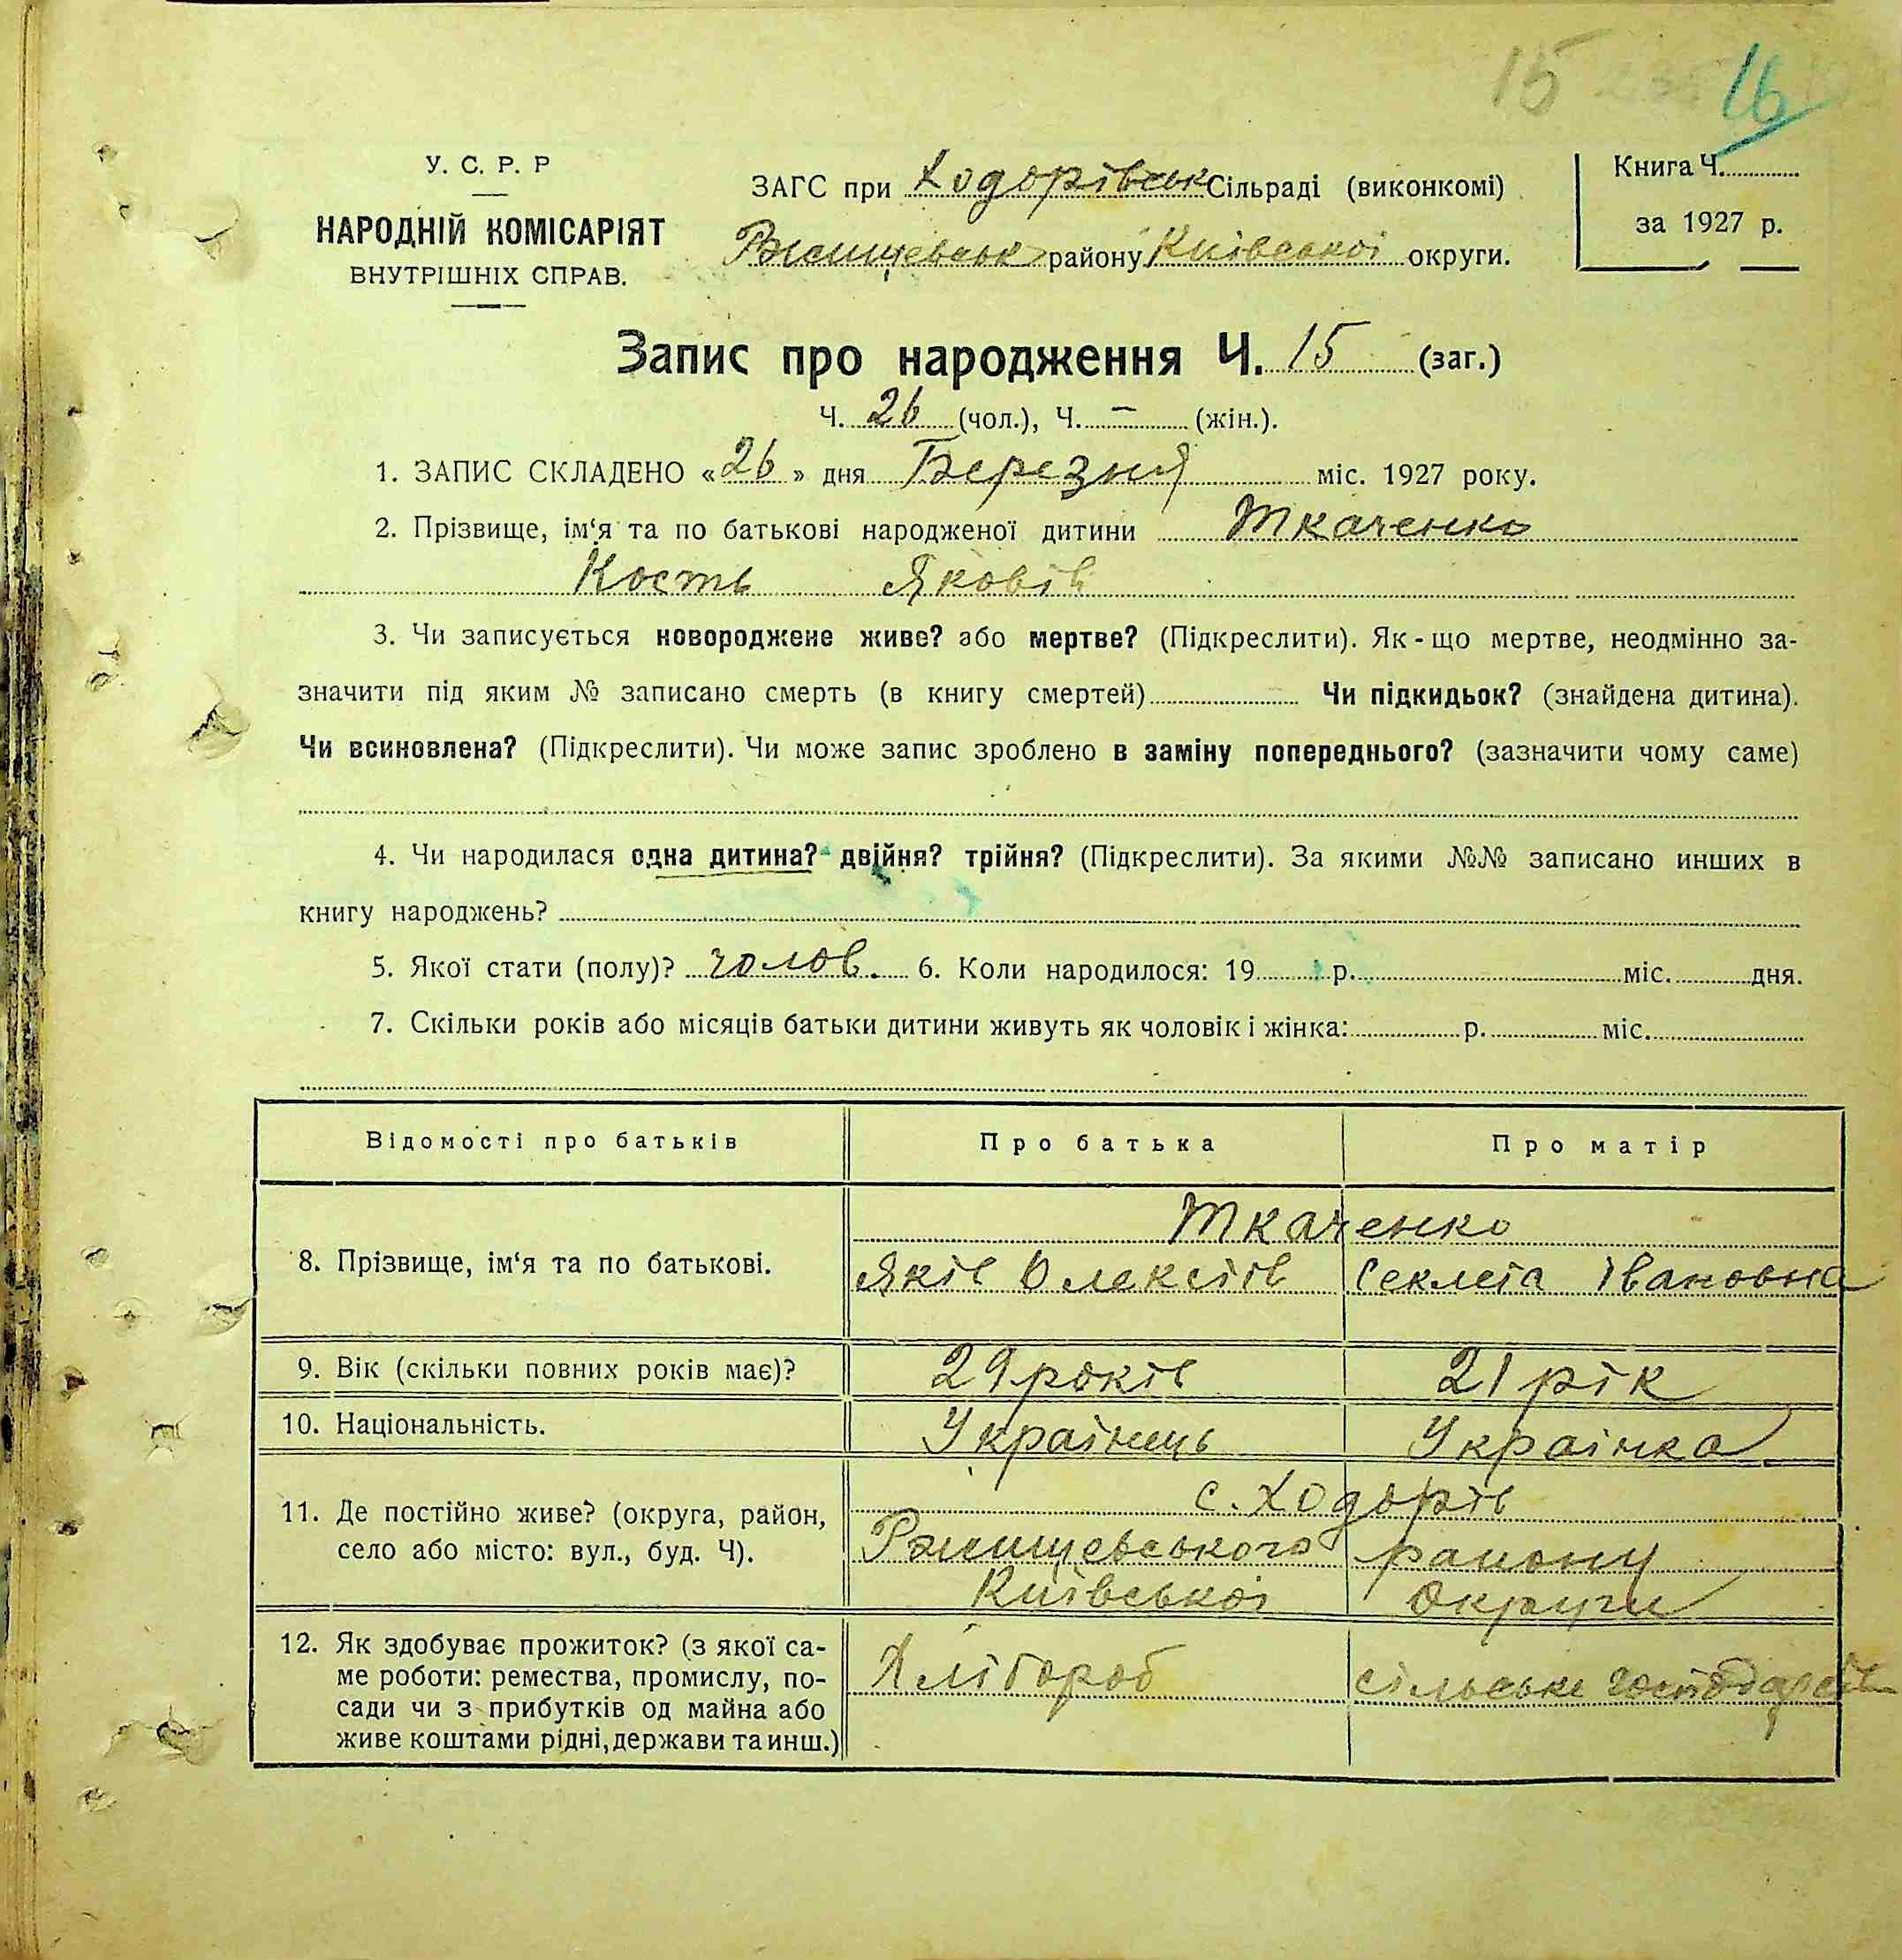 15 16
У. С. Р. Р
НАРОДНІЙ КОМІСАРІЯТ
ВНУТРІШНІХ СПРАВ.
ЗАГС при Ходорівськ Сільраді (виконкомі)
Ржищевськ району Київської округи.
Книга Ч.
за 1927 р.
Запис про народження Ч. 15 (заг.)
Ч. 26 (чол.), Ч. — (жін.).
1. ЗАПИС СКЛАДЕНО «26» дня Березня міс. 1927 року.
2. Прізвище, ім‘я та по батькові народженої дитини Ткаченко
Кость Яковів
3. Чи записується новороджене живе? або мертве? (Підкреслити). Як-що мертве, неодмінно за-
значити під яким № записано смерть (в книгу смертей) Чи підкидьок? (знайдена дитина).
Чи всиновлена? (Підкреслити). Чи може запис зроблено в заміну попереднього? (зазначити чому саме)
4. Чи народилася одна дитина? двійня? трійня? (Підкреслити). За якими №№ записано инших в
книгу народжень?
5. Якої стати (полу)? чолов. 6. Коли народилося: 19 р. міс. дня.
7. Скільки років або місяців батьки дитини живуть як чоловік і жінка: р. міс.
Відомості про батьків Про батька Про матір
8. Прізвище, ім‘я та по батькові.
Ткаченко
Яків Олексіїв Секлета Івановна
9. Вік (скільки повних років має)? 29 років 21 рік
10. Національність. Українець Українка
11. Де постійно живе? (округа, район,
село або місто: вул., буд. Ч).
с. Ходорів
Ржищевського району
Київської Округи
12. Як здобуває прожиток? (з якої са-
ме роботи: ремества, промислу, по-
сади чи з прибутків од майна або
живе коштами рідні, держави та инш.)
Хлібороб сільське господарство